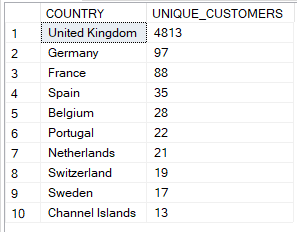 COUNTRY UNIQUE_CUSTOMERS
1 United Kingdom 4813
2 Germany 97
3 France 88
4 Spain 35
5 Belgium 28
6 Portugal 22
7 Netherlands 21
8 Switzerland 19
9 Sweden 17
10 Channel Islands 13